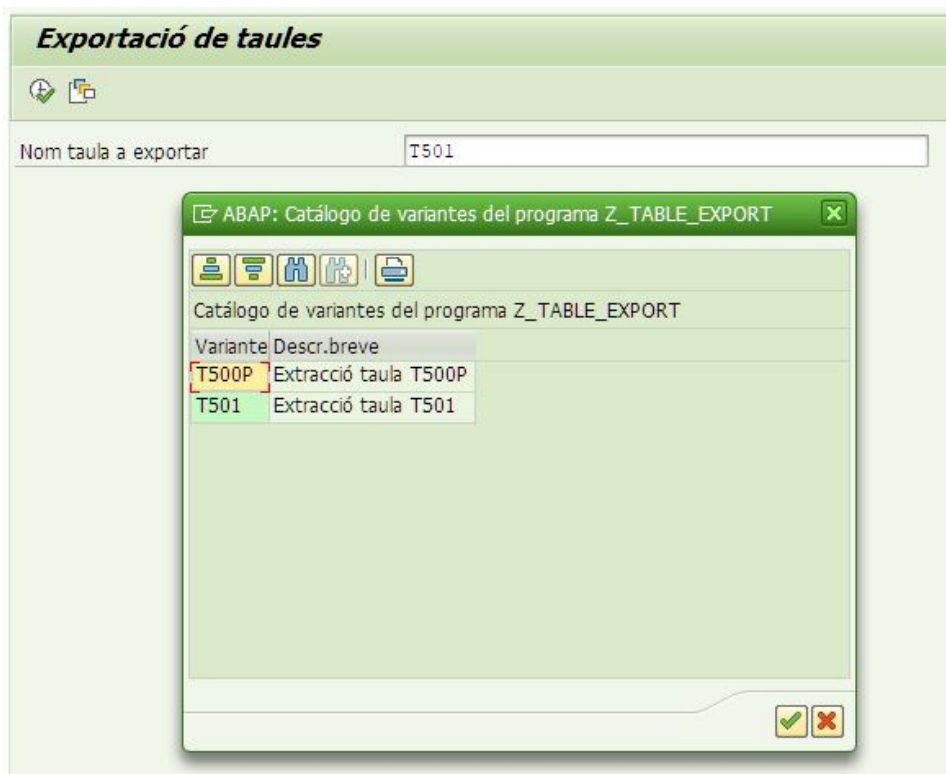 Exportació de taules
Nom taula a exportar T501
ABAP: Catálogo de variantes del programa Z_TABLE_EXPORT
Catálogo de variantes del programa Z_TABLE_EXPORT
Variante Descr.breve
T500P Extracció taula T500P
T501 Extracció taula T501